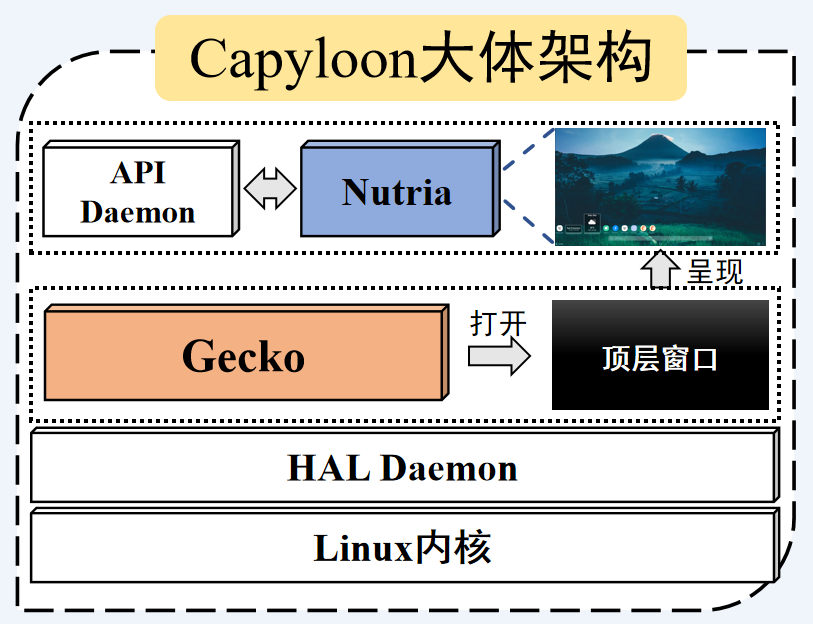 Capyloon大体架构
API
Daemon
Nutria
呈现
Gecko
打开
顶层窗口
HAL Daemon
Linux内核